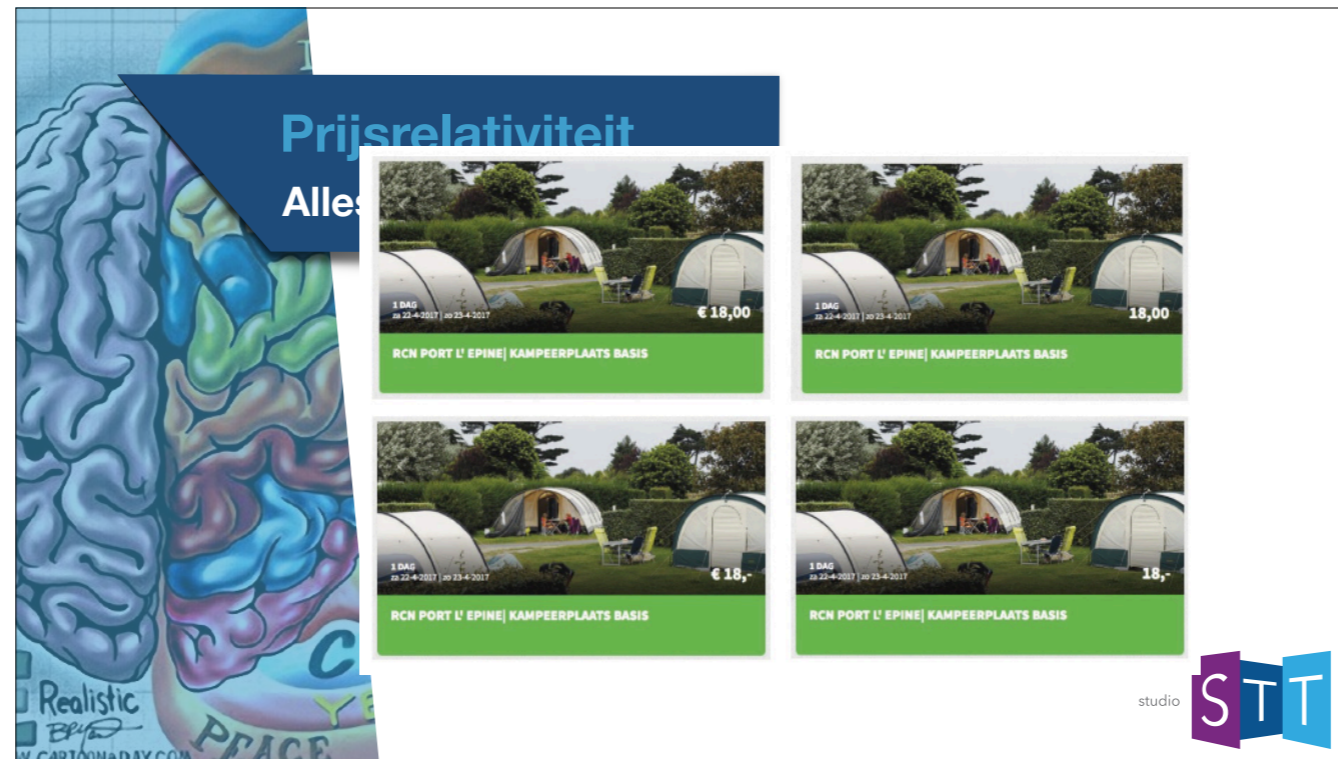 Prijsrelativiteit
Alles
1 DAG
za 22-4-2017 | zo 23-4-2017
€ 18,00
RCN PORT L' EPINE| KAMPEERPLAATS BASIS
1 DAG
za 22-4-2017 | zo 23-4-2017
18,00
RCN PORT L' EPINE| KAMPEERPLAATS BASIS
1 DAG
za 22-4-2017 | zo 23-4-2017
€ 18,-
RCN PORT L' EPINE| KAMPEERPLAATS BASIS
1 DAG
za 22-4-2017 | zo 23-4-2017
18,-
RCN PORT L' EPINE| KAMPEERPLAATS BASIS
Realistic
PEACE
W.CARTOONADAY.COM
studio
STT